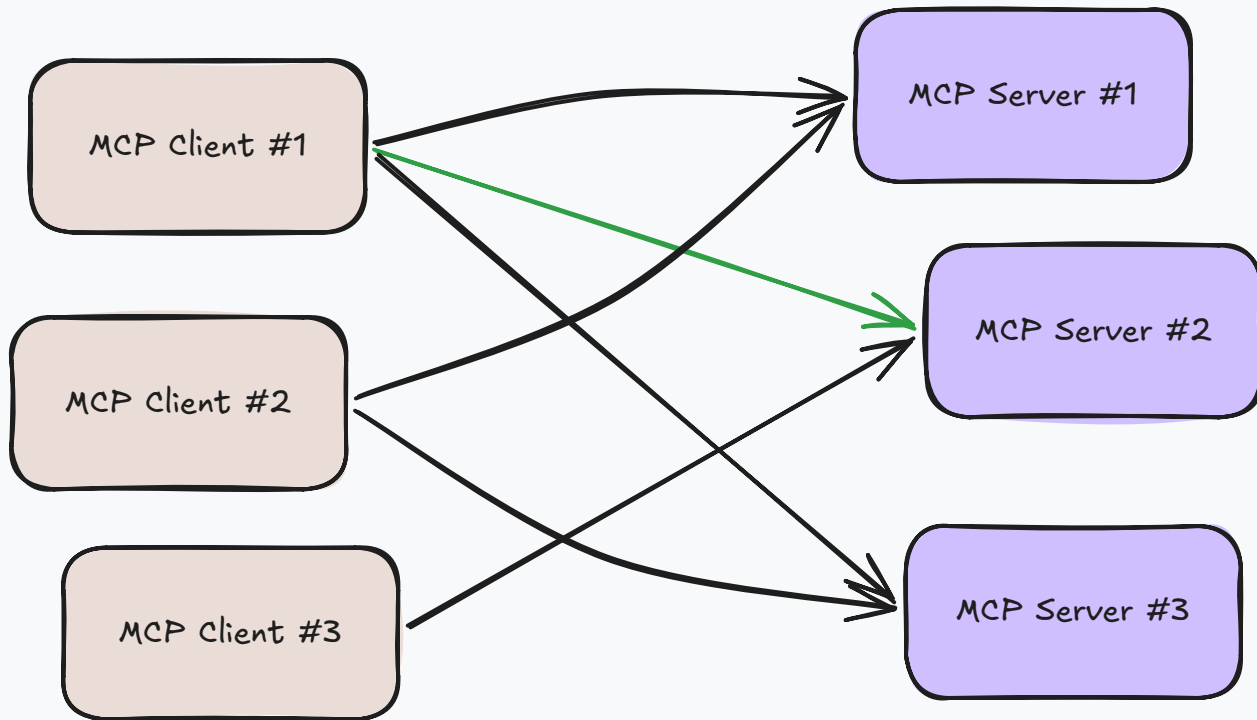 MCP Client #1
MCP Server #1
MCP Server #2
MCP Client #2
MCP Client #3
MCP Server #3